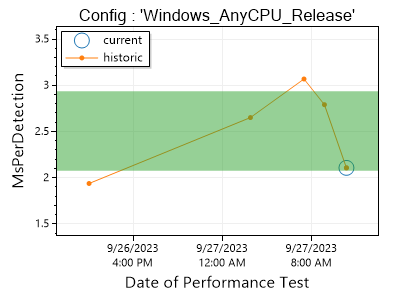 Config : 'Windows_AnyCPU_Release'
3.5
3
2.5
2
1.5
current
historic
MsPerDetection
9/26/2023
4:00 PM
9/27/2023
12:00 AM
9/27/2023
8:00 AM
Date of Performance Test